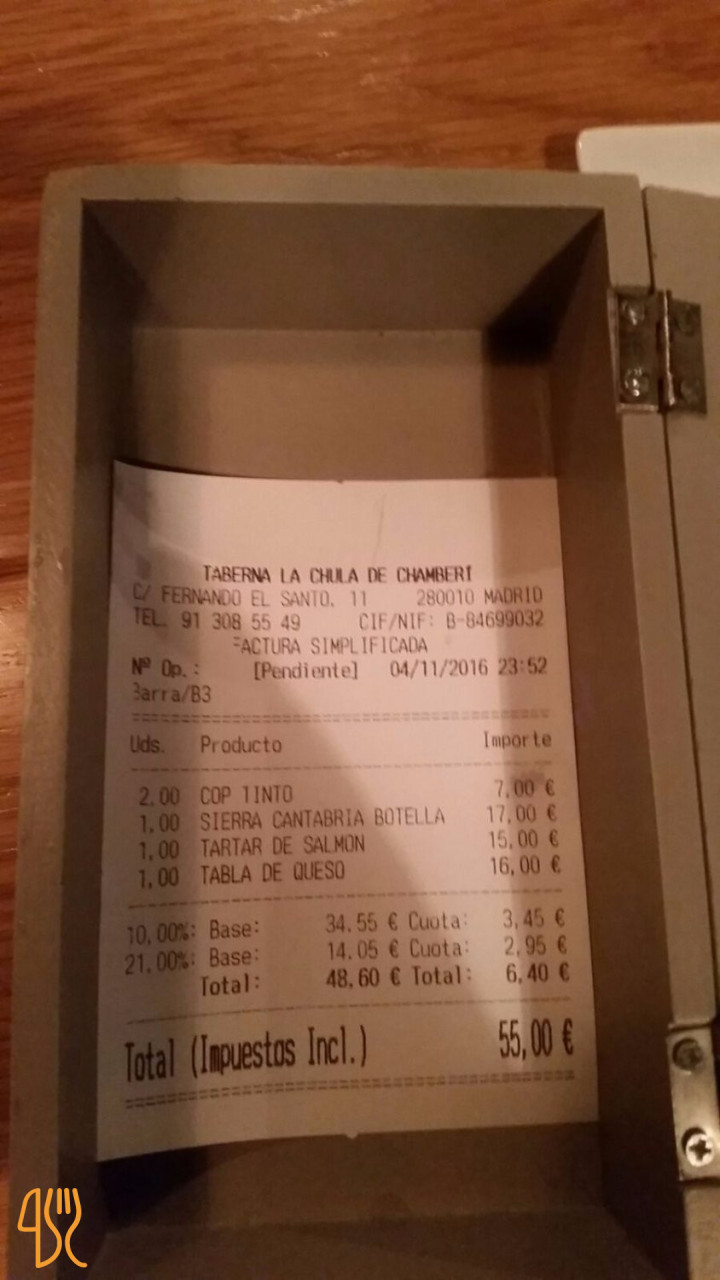 TABERNA LA CHULA DE CHAMBERÍ
C/ FERNANDO EL SANTO. 11 280010 MADRID
TEL. 91 308 55 49 CIF/NIF: B-84699032
FACTURA SIMPLIFICADA
Nº Op.: [Pendiente] 04/11/2016 23:52
Barra/B3
Uds. Producto Importe
2,00 COP TINTO 7,00 €
1,00 SIERRA CANTABRIA BOTELLA 17,00 €
1,00 TARTAR DE SALMON 15,00 €
1,00 TABLA DE QUESO 16,00 €
10,00%: Base: 34.55 € Cuota: 3,45 €
21,00%: Base: 14.05 € Cuota: 2,95 €
Total: 48,60 € Total: 6,40 €
Total (Impuestos Incl.) 55,00 €